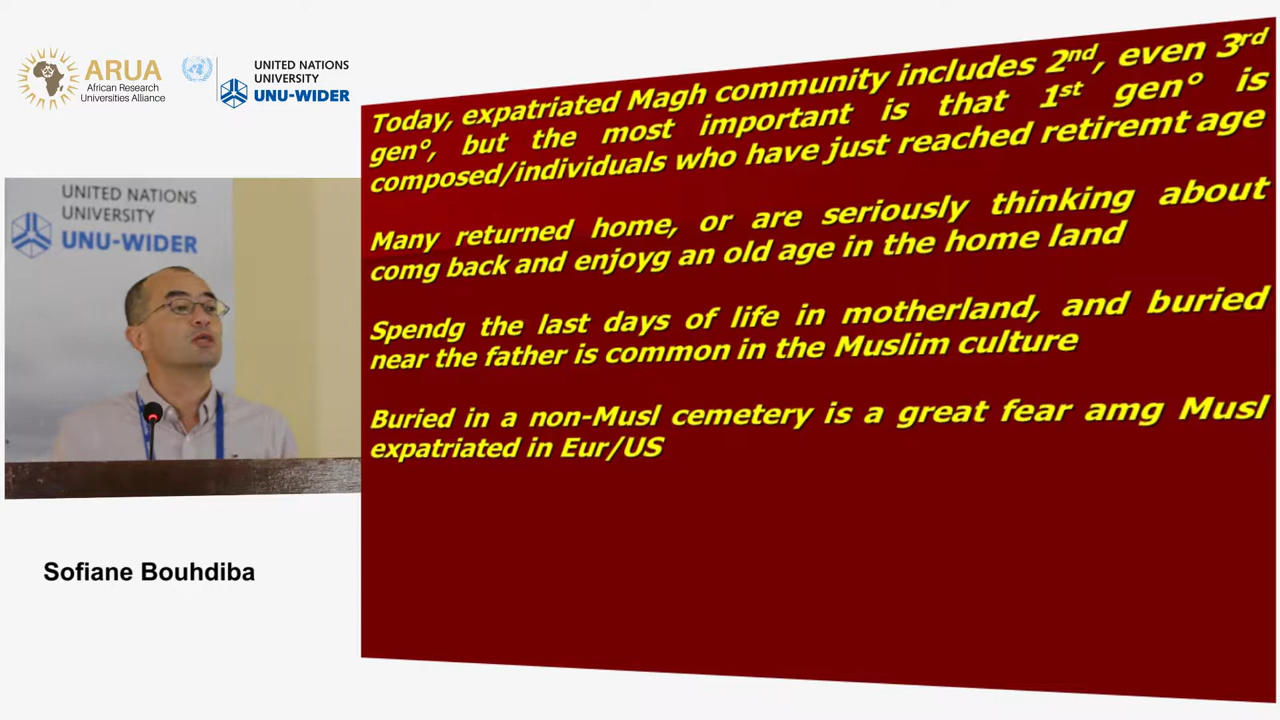 ARUA
African Research
Universities Alliance
UNITED NATIONS
UNIVERSITY
UNU-WIDER
UNITED NATIONS
UNIVERSITY
UNU-WIDER
Sofiane Bouhdiba
Today, expatriated Magh community includes 2nd, even 3rd
gen°, but the most important is that 1st gen° is
composed/individuals who have just reached retiremt age
Many returned home, or are seriously thinking about
comg back and enjoyg an old age in the home land
Spendg the last days of life in motherland, and buried
near the father is common in the Muslim culture
Buried in a non-Musl cemetery is a great fear amg Musl
expatriated in Eur/US